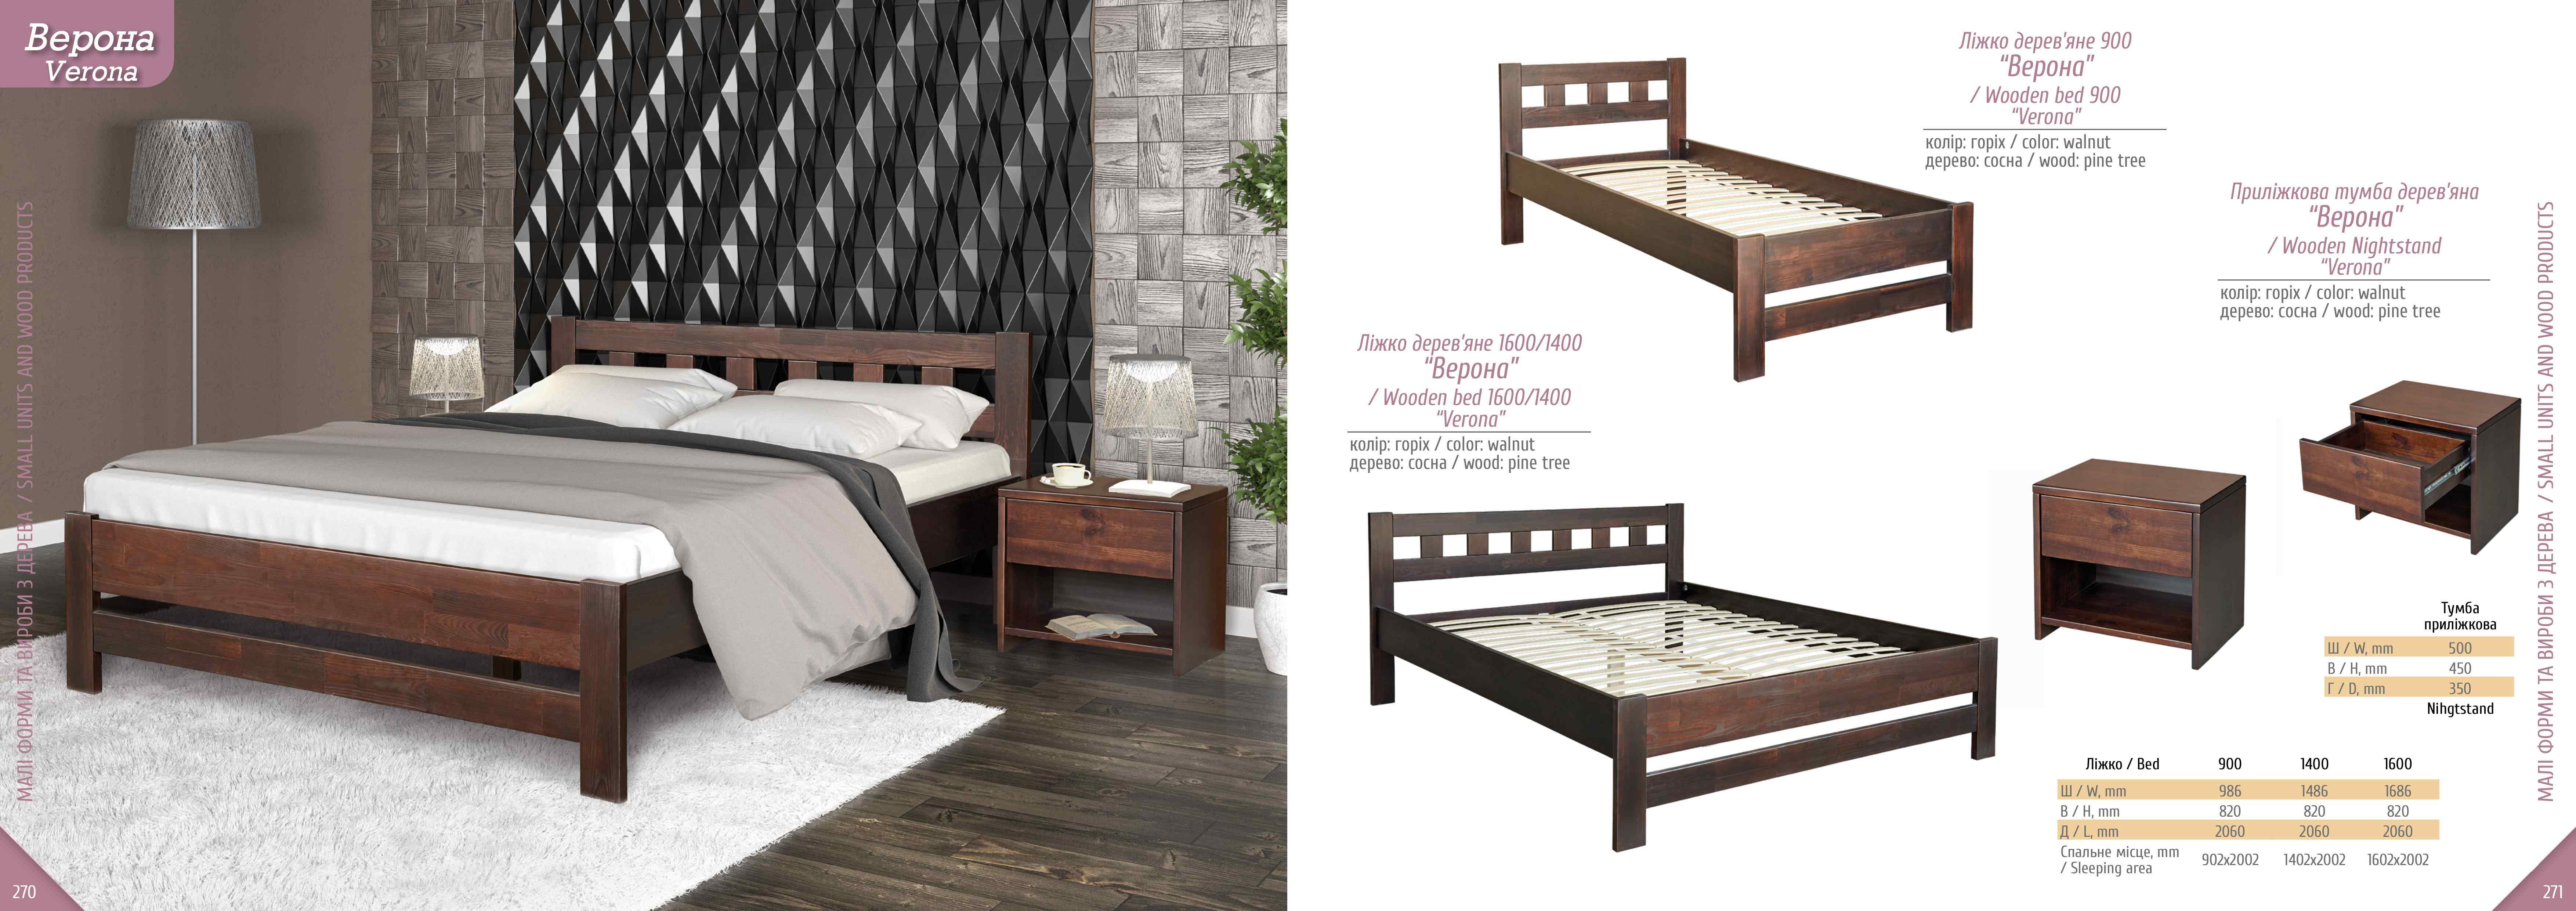 Верона
Verona
МАЛІ ФОРМИ ТА ВИРОБИ З ДЕРЕВА / SMALL UNITS AND WOOD PRODUCTS
270
Ліжко дерев'яне 900
“Верона”
/ Wooden bed 900
“Verona”
колір: горіх / color: walnut
дерево: сосна / wood: pine tree
Приліжкова тумба дерев'яна
“Верона”
/ Wooden Nightstand
“Verona”
колір: горіх / color: walnut
дерево: сосна / wood: pine tree
Ліжко дерев'яне 1600/1400
“Верона”
/ Wooden bed 1600/1400
“Verona”
колір: горіх / color: walnut
дерево: сосна / wood: pine tree
Тумба
приліжкова
Ш / W, mm 500
В / H, mm 450
Г / D, mm 350
Nihgtstand
Ліжко / Bed 900 1400 1600
Ш / W, mm 986 1486 1686
В / H, mm 820 820 820
Д / L, mm 2060 2060 2060
Спальне місце, mm
/ Sleeping area 902x2002 1402x2002 1602x2002
МАЛІ ФОРМИ ТА ВИРОБИ З ДЕРЕВА / SMALL UNITS AND WOOD PRODUCTS
271